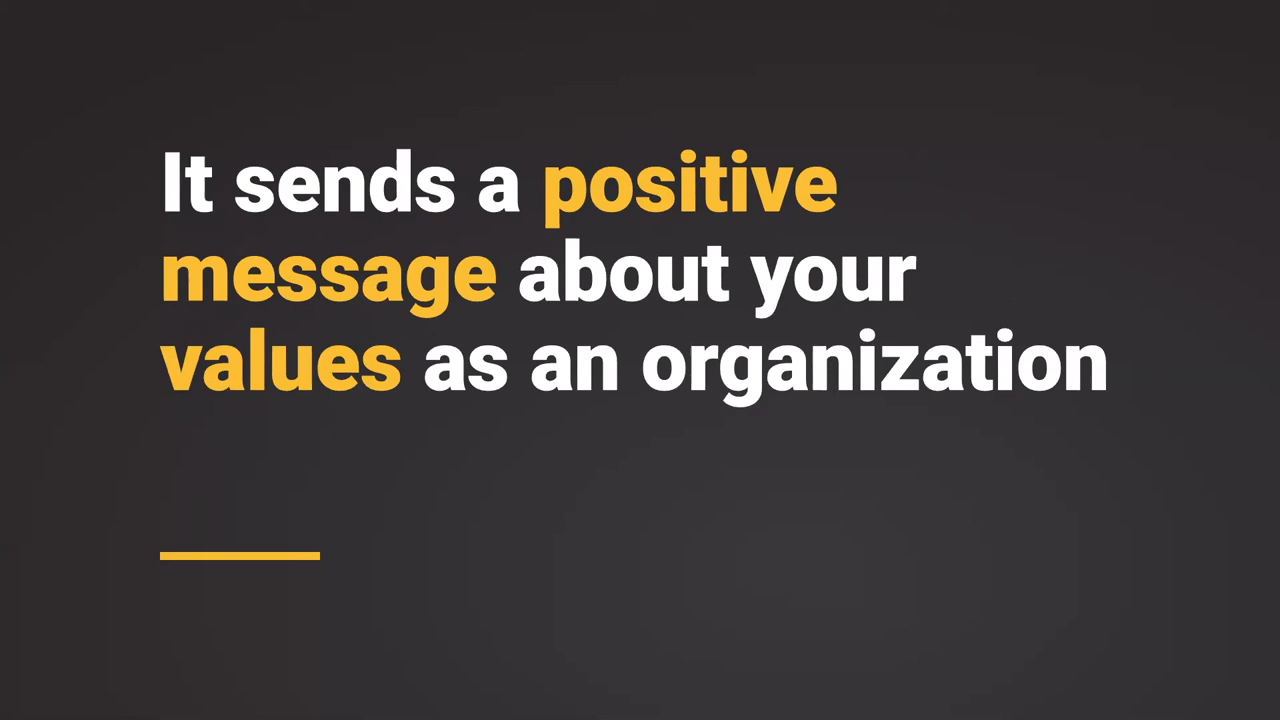 It sends a positive
message about your
values as an organization